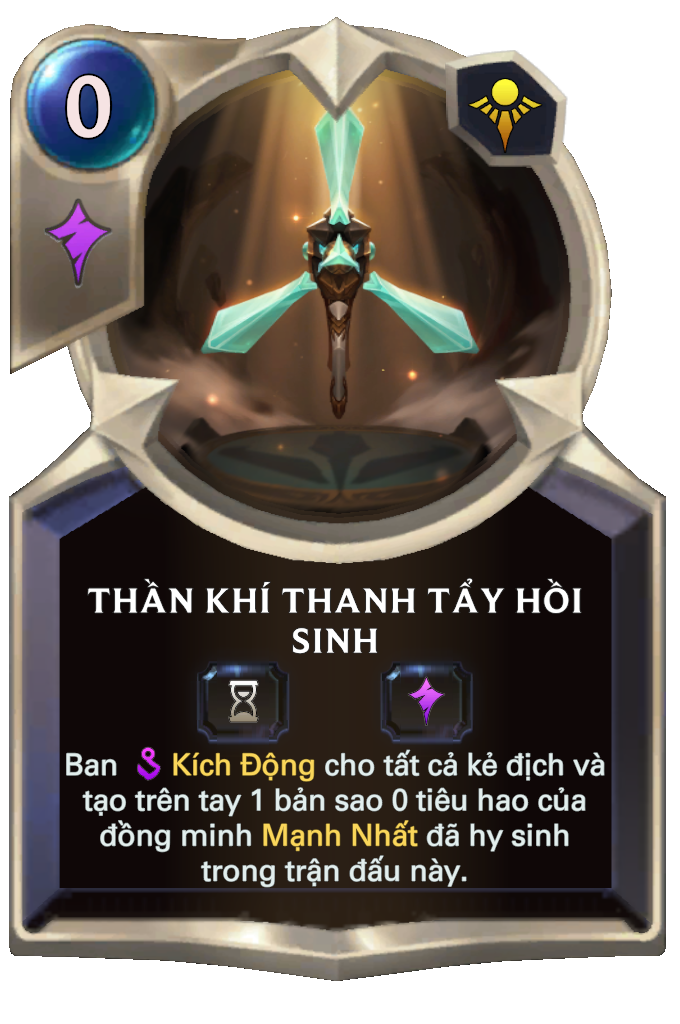 0
THẦN KHÍ THANH TẨY HỒI
SINH
Ban Kích Động cho tất cả kẻ địch và
tạo trên tay 1 bản sao 0 tiêu hao của
đồng minh Mạnh Nhất đã hy sinh
trong trận đấu này.